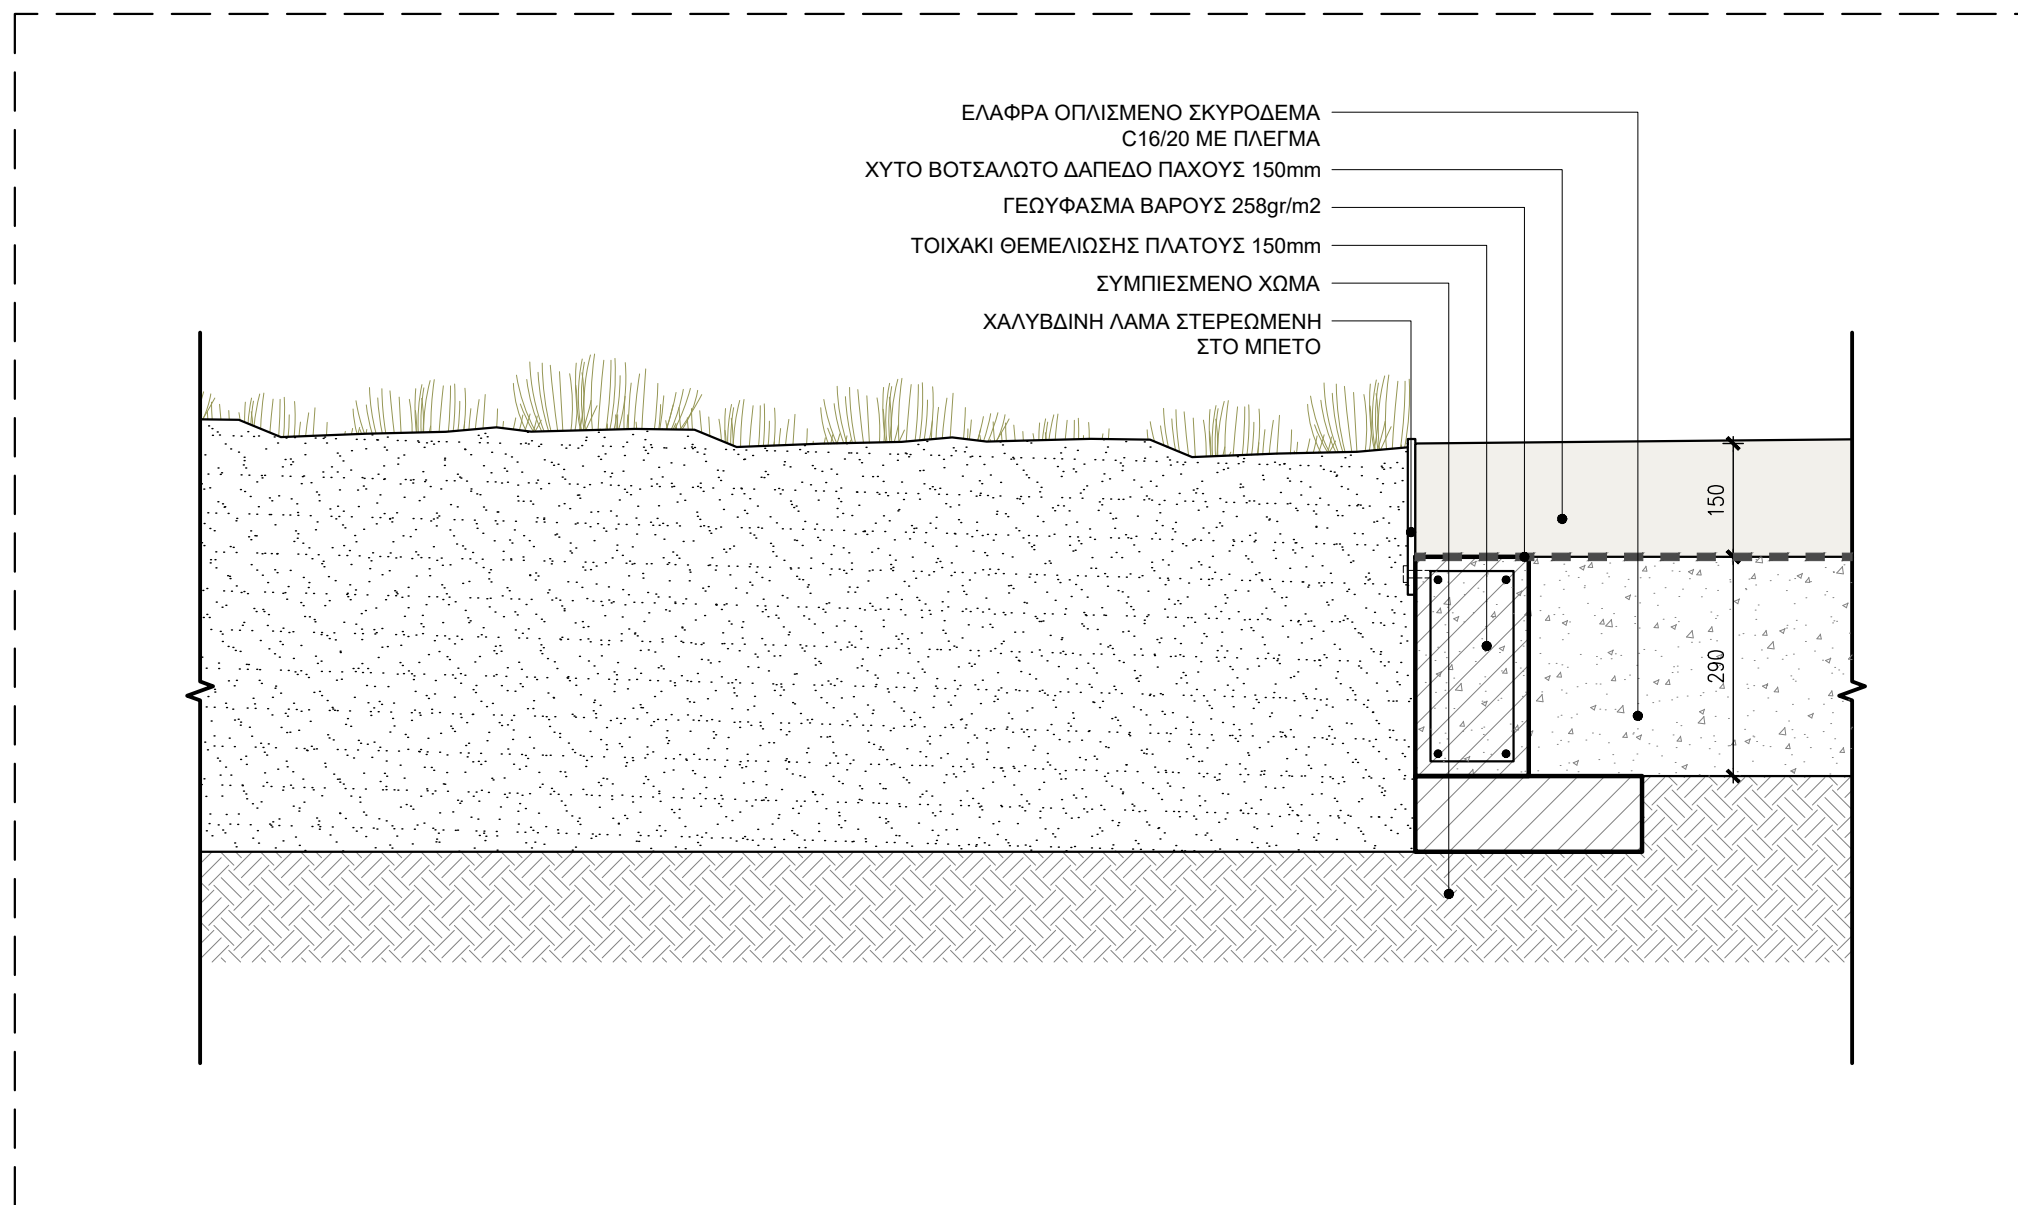 ΕΛΑΦΡΑ ΟΠΛΙΣΜΕΝΟ ΣΚΥΡΟΔΕΜΑ
C16/20 ΜΕ ΠΛΕΓΜΑ
ΧΥΤΟ ΒΟΤΣΑΛΩΤΟ ΔΑΠΕΔΟ ΠΑΧΟΥΣ 150mm
ΓΕΩΥΦΑΣΜΑ ΒΑΡΟΥΣ 258gr/m2
ΤΟΙΧΑΚΙ ΘΕΜΕΛΙΩΣΗΣ ΠΛΑΤΟΥΣ 150mm
ΣΥΜΠΙΕΣΜΕΝΟ ΧΩΜΑ
ΧΑΛΥΒΔΙΝΗ ΛΑΜΑ ΣΤΕΡΕΩΜΕΝΗ
ΣΤΟ ΜΠΕΤΟ
150
290